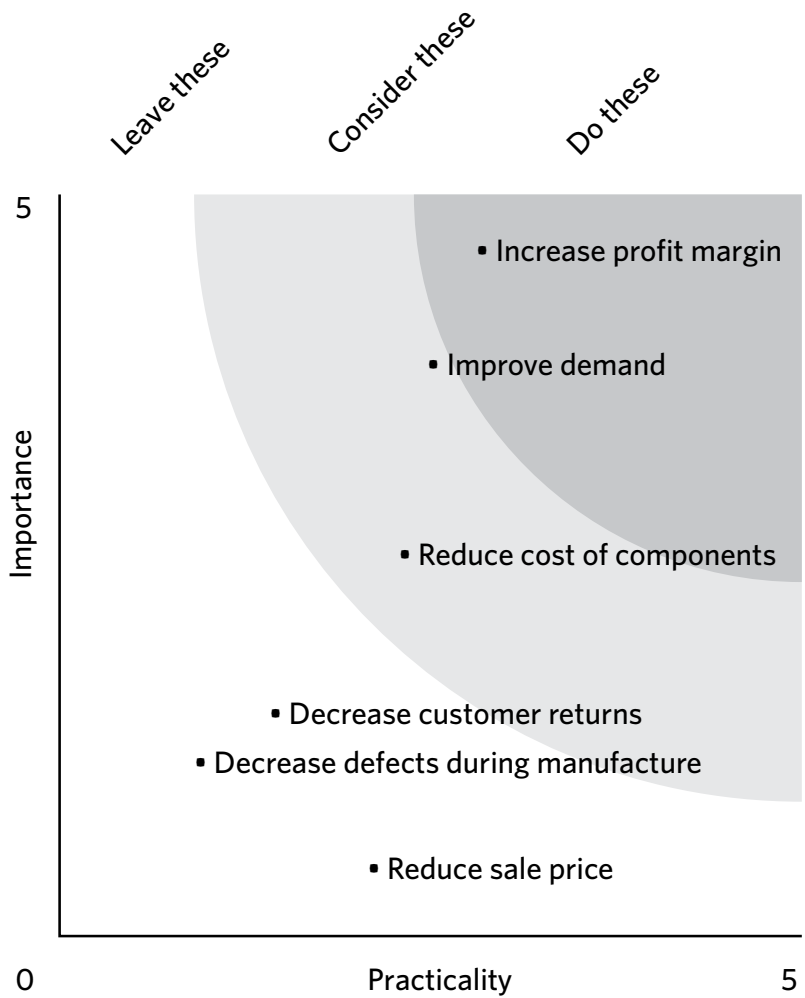 Leave these
Consider these
Do these
5
• Increase profit margin
• Improve demand
Importance
• Reduce cost of components
• Decrease customer returns
• Decrease defects during manufacture
• Reduce sale price
0
Practicality
5